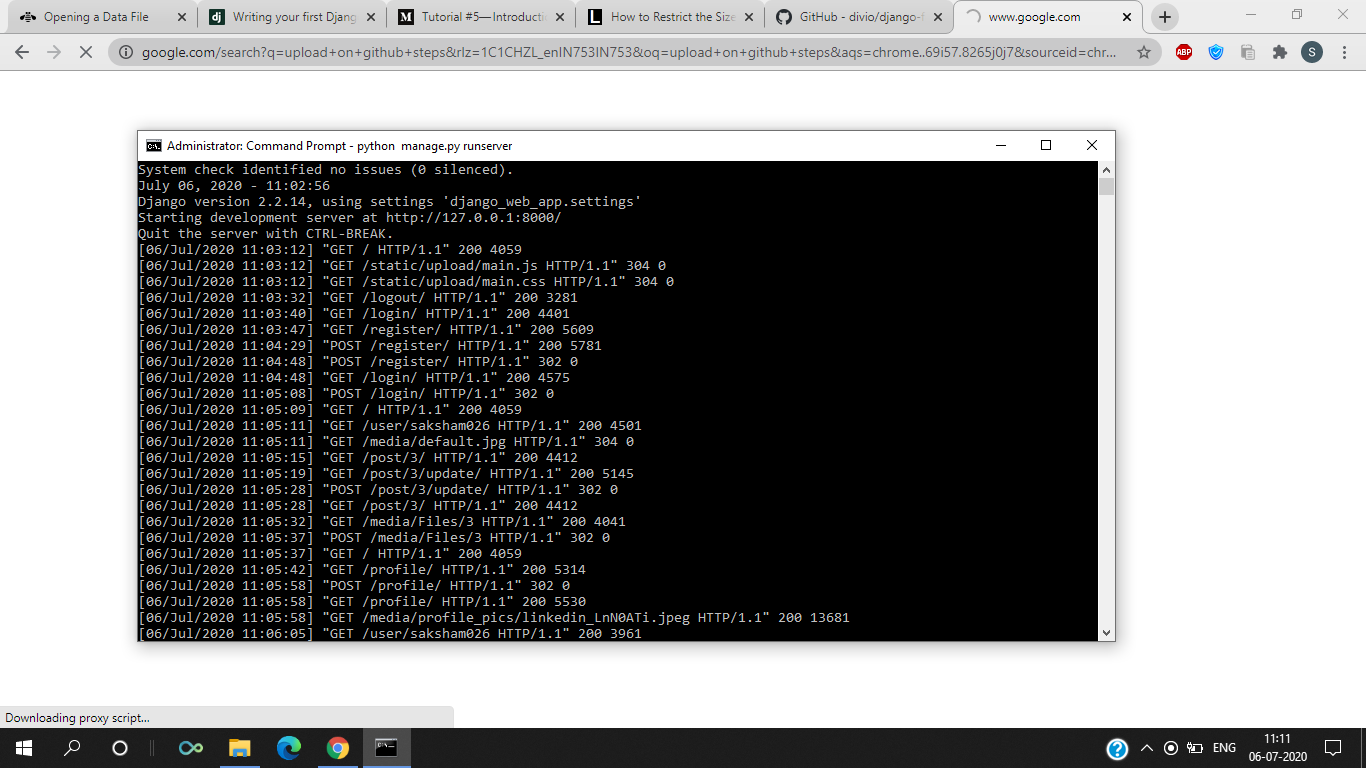 Opening a Data File
Writing your first Djang
Tutorial #5—Introducti
How to Restrict the Size
GitHub - divio/django-f
www.google.com
google.com/search?q=upload+on+github+steps&rlz=1C1CHZL_enIN753IN753&oq=upload+on+github+steps&aqs=chrome..69i57.8265j0j7&sourceid=chr...
ABP
S
Administrator: Command Prompt - python  manage.py runserver
System check identified no issues (0 silenced).
July 06, 2020 - 11:02:56
Django version 2.2.14, using settings 'django_web_app.settings'
Starting development server at http://127.0.0.1:8000/
Quit the server with CTRL-BREAK.
[06/Jul/2020 11:03:12] "GET / HTTP/1.1" 200 4059
[06/Jul/2020 11:03:12] "GET /static/upload/main.js HTTP/1.1" 304 0
[06/Jul/2020 11:03:12] "GET /static/upload/main.css HTTP/1.1" 304 0
[06/Jul/2020 11:03:32] "GET /logout/ HTTP/1.1" 200 3281
[06/Jul/2020 11:03:40] "GET /login/ HTTP/1.1" 200 4401
[06/Jul/2020 11:03:47] "GET /register/ HTTP/1.1" 200 5609
[06/Jul/2020 11:04:29] "POST /register/ HTTP/1.1" 200 5781
[06/Jul/2020 11:04:48] "POST /register/ HTTP/1.1" 302 0
[06/Jul/2020 11:04:48] "GET /login/ HTTP/1.1" 200 4575
[06/Jul/2020 11:05:08] "POST /login/ HTTP/1.1" 302 0
[06/Jul/2020 11:05:09] "GET / HTTP/1.1" 200 4059
[06/Jul/2020 11:05:11] "GET /user/saksham026 HTTP/1.1" 200 4501
[06/Jul/2020 11:05:11] "GET /media/default.jpg HTTP/1.1" 304 0
[06/Jul/2020 11:05:15] "GET /post/3/ HTTP/1.1" 200 4412
[06/Jul/2020 11:05:19] "GET /post/3/update/ HTTP/1.1" 200 5145
[06/Jul/2020 11:05:28] "POST /post/3/update/ HTTP/1.1" 302 0
[06/Jul/2020 11:05:28] "GET /post/3/ HTTP/1.1" 200 4412
[06/Jul/2020 11:05:32] "GET /media/Files/3 HTTP/1.1" 200 4041
[06/Jul/2020 11:05:37] "POST /media/Files/3 HTTP/1.1" 302 0
[06/Jul/2020 11:05:37] "GET / HTTP/1.1" 200 4059
[06/Jul/2020 11:05:42] "GET /profile/ HTTP/1.1" 200 5314
[06/Jul/2020 11:05:58] "POST /profile/ HTTP/1.1" 302 0
[06/Jul/2020 11:05:58] "GET /profile/ HTTP/1.1" 200 5530
[06/Jul/2020 11:05:58] "GET /media/profile_pics/linkedin_LnN0ATi.jpeg HTTP/1.1" 200 13681
[06/Jul/2020 11:06:05] "GET /user/saksham026 HTTP/1.1" 200 3961
Downloading proxy script...
ENG
11:11
06-07-2020